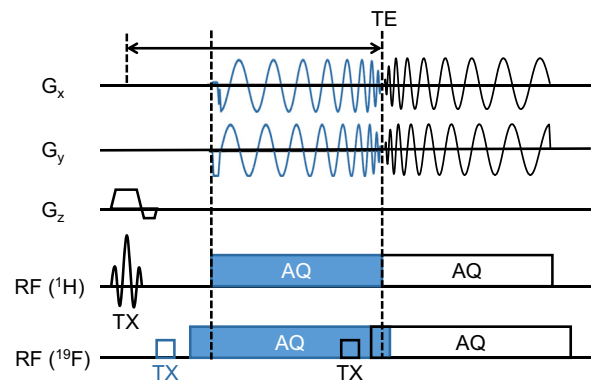 TE
Gx
Gy
Gz
RF (¹H) AQ AQ
TX
RF (¹⁹F) AQ AQ
TX TX